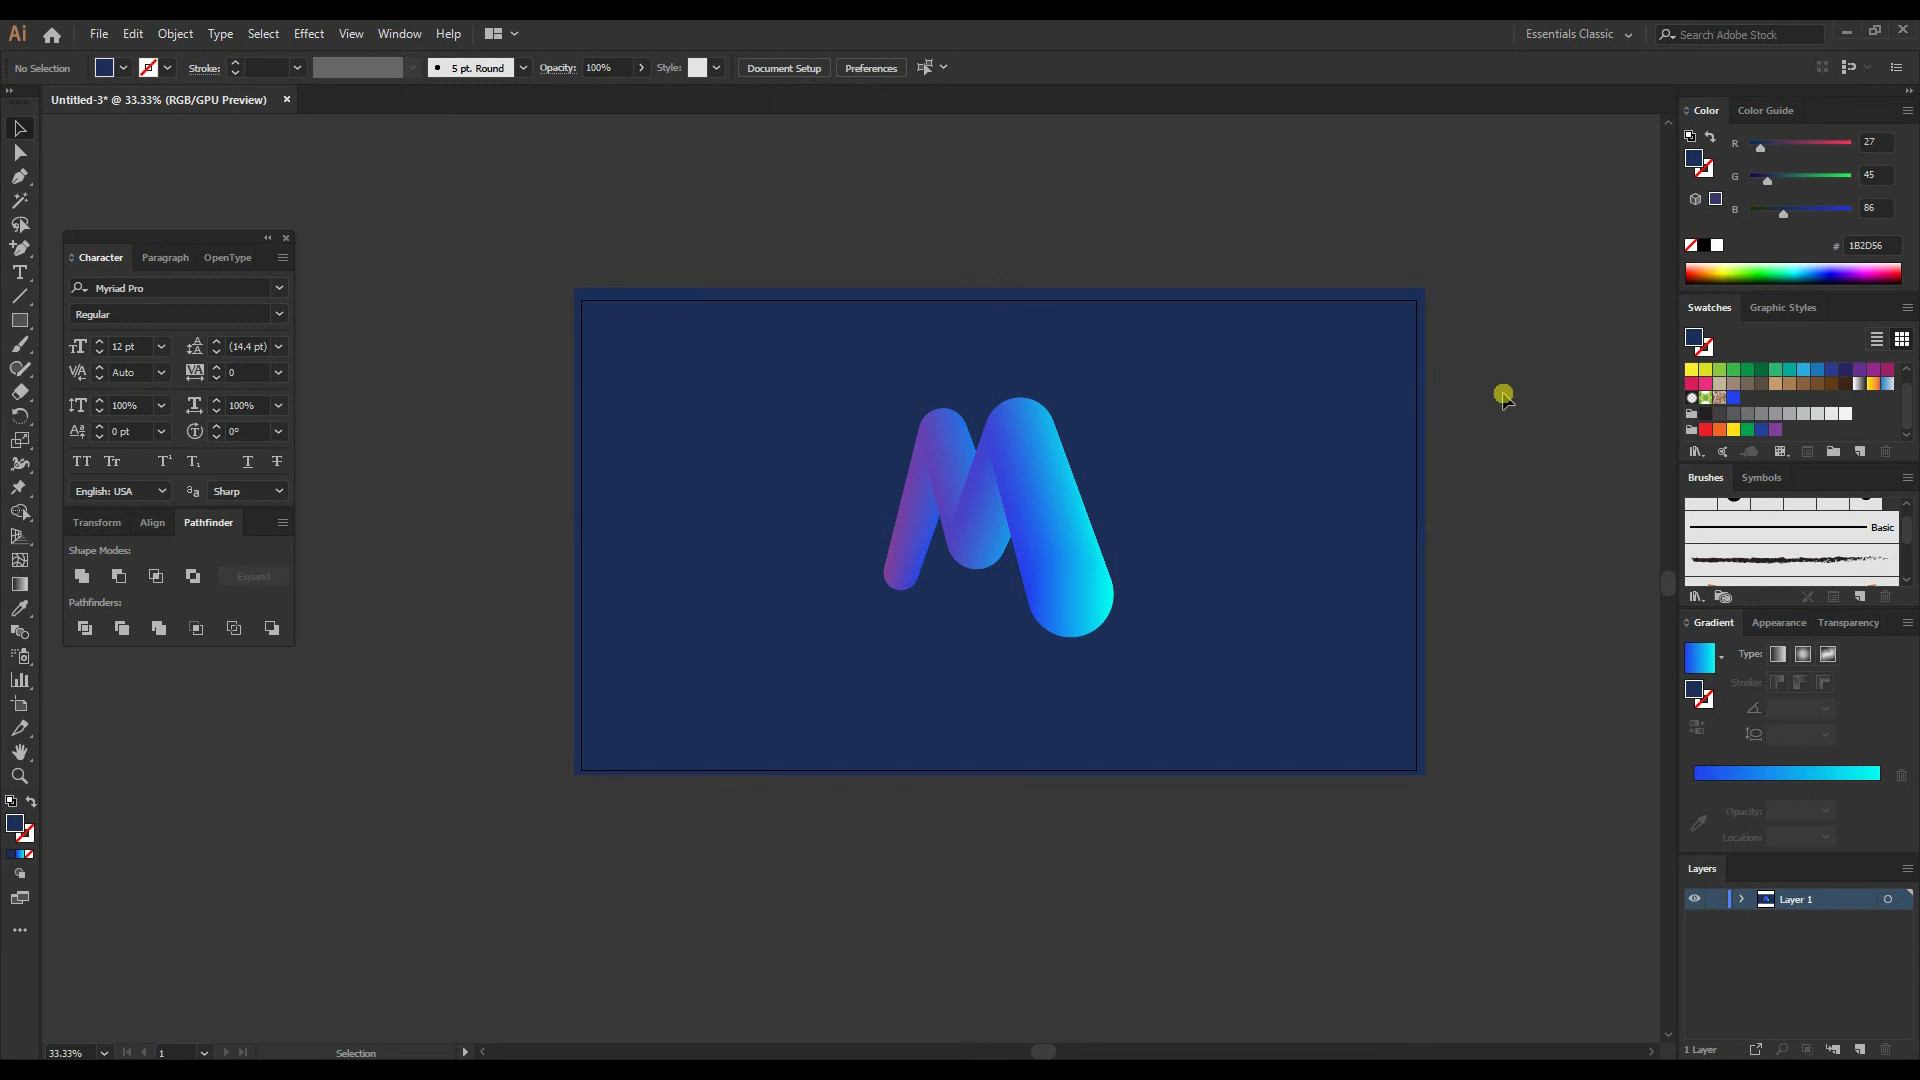 Ai File Edit Object Type Select Effect View Window Help Essentials Classic Search Adobe Stock
No Selection Stroke: 5 pt. Round Opacity: 100% Style: Document Setup Preferences
Untitled-3* @ 33.33% (RGB/GPU Preview)
Color Color Guide
R 27
G 45
B 86
# 1B2D56
Character Paragraph OpenType
Myriad Pro
Regular
12 pt (14.4 pt)
Auto 0
100% 100%
0 pt 0°
English: USA Sharp
Transform Align Pathfinder
Shape Modes:
Expand
Pathfinders:
Swatches Graphic Styles
Brushes Symbols
Basic
Gradient Appearance Transparency
Type:
Stroke:
Opacity:
Location:
Layers
Layer 1
1 Layer
33.33% 1 Selection